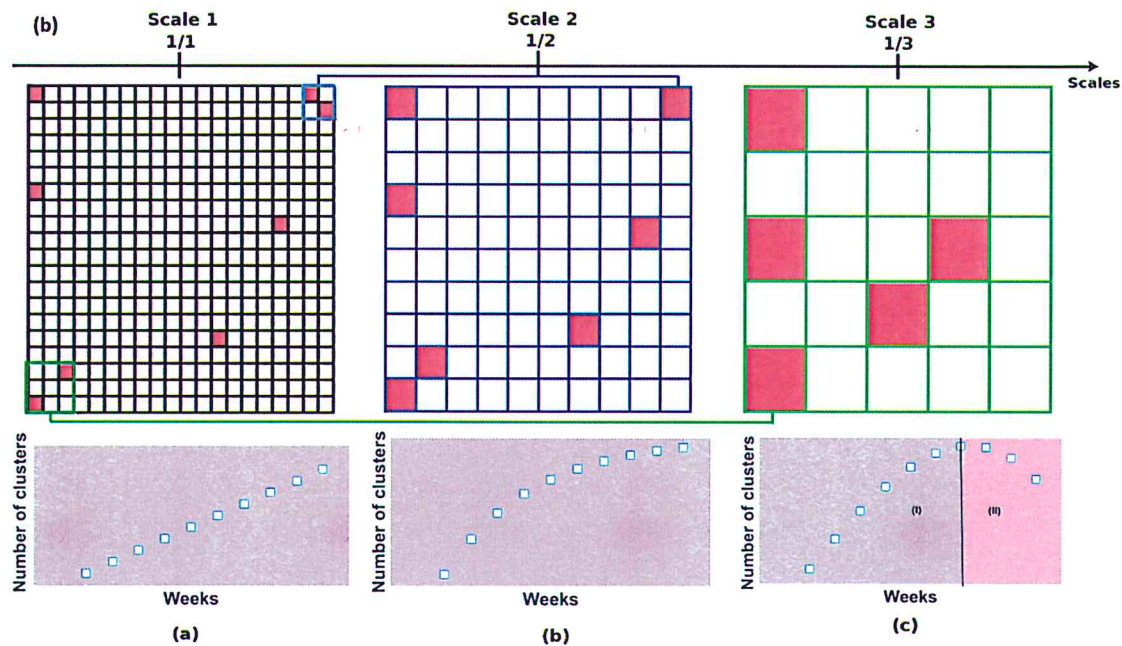 (b)
Scale 1
1/1
Scale 2
1/2
Scale 3
1/3
Scales
Number of clusters
Weeks
(a)
Number of clusters
Weeks
(b)
Number of clusters
(I)
(II)
Weeks
(c)